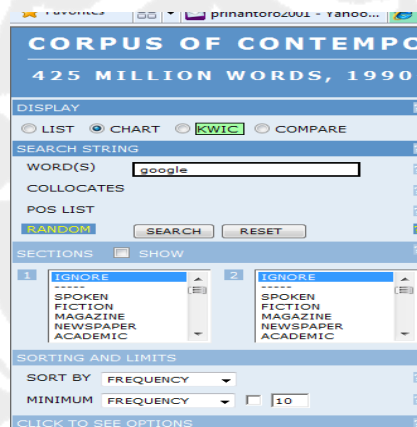 prihantoro2001 - Yahoo...
CORPUS OF CONTEMPO
425 MILLION WORDS, 1990
DISPLAY
LIST CHART KWIC COMPARE
SEARCH STRING
WORD(S) google
COLLOCATES
POS LIST
RANDOM SEARCH RESET
SECTIONS SHOW
1 IGNORE 2 IGNORE
----- -----
SPOKEN SPOKEN
FICTION FICTION
MAGAZINE MAGAZINE
NEWSPAPER NEWSPAPER
ACADEMIC ACADEMIC
SORTING AND LIMITS
SORT BY FREQUENCY
MINIMUM FREQUENCY 10
CLICK TO SEE OPTIONS